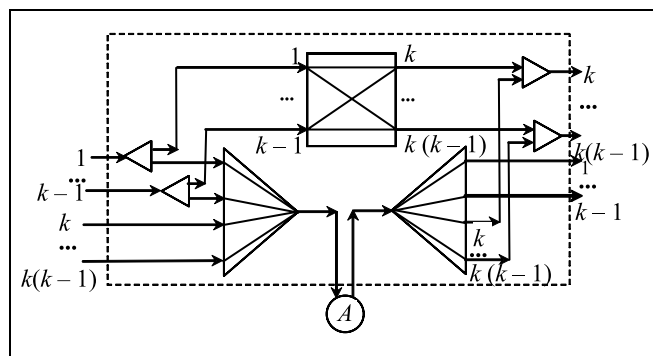 1 k
... ... k
k – 1 k (k–1) ...
1 k(k–1)
... 1
k – 1 ...
k k – 1
... k
... 
k(k–1) k (k–1)
A